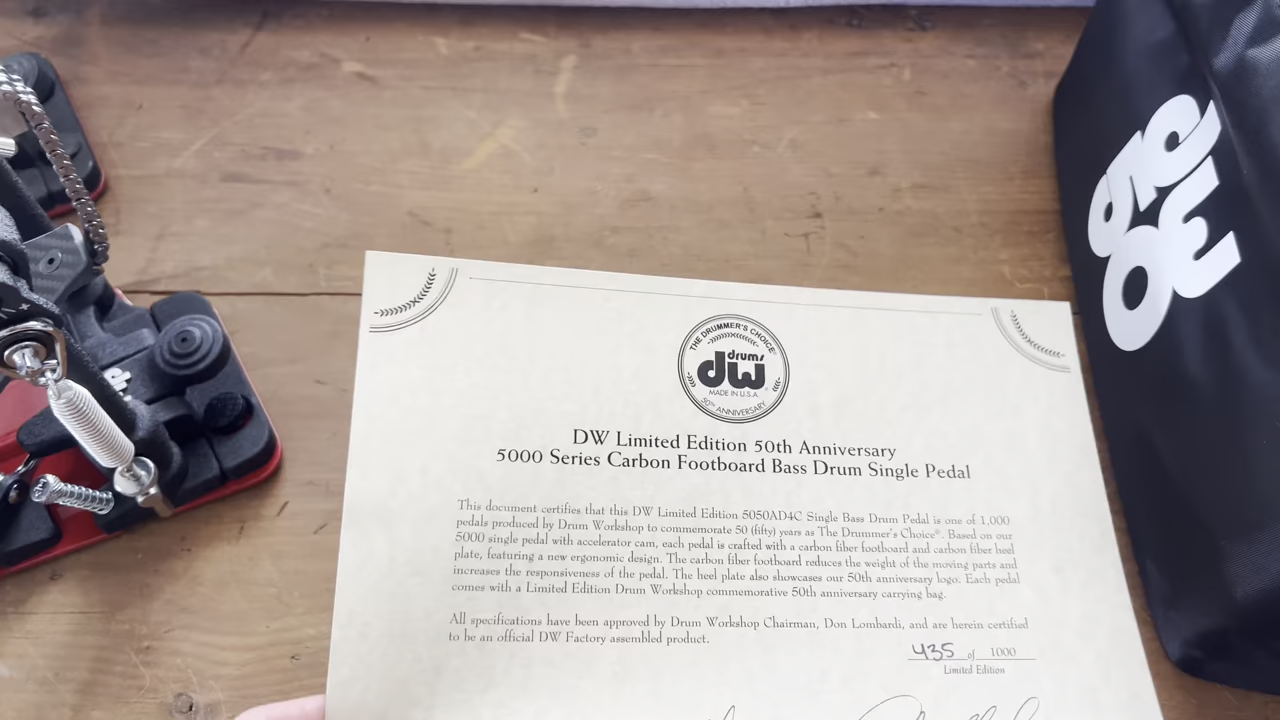 THE DRUMMER'S CHOICE®
drums
dw
MADE IN U.S.A.
50TH ANNIVERSARY
DW Limited Edition 50th Anniversary
5000 Series Carbon Footboard Bass Drum Single Pedal
This document certifies that this DW Limited Edition 5050AD4C Single Bass Drum Pedal is one of 1,000
pedals produced by Drum Workshop to commemorate 50 (fifty) years as The Drummer's Choice®. Based on our
5000 single pedal with accelerator cam, each pedal is crafted with a carbon fiber footboard and carbon fiber heel
plate, featuring a new ergonomic design. The carbon fiber footboard reduces the weight of the moving parts and
increases the responsiveness of the pedal. The heel plate also showcases our 50th anniversary logo. Each pedal
comes with a Limited Edition Drum Workshop commemorative 50th anniversary carrying bag.
All specifications have been approved by Drum Workshop Chairman, Don Lombardi, and are herein certified
to be an official DW Factory assembled product.
435 of 1000
Limited Edition